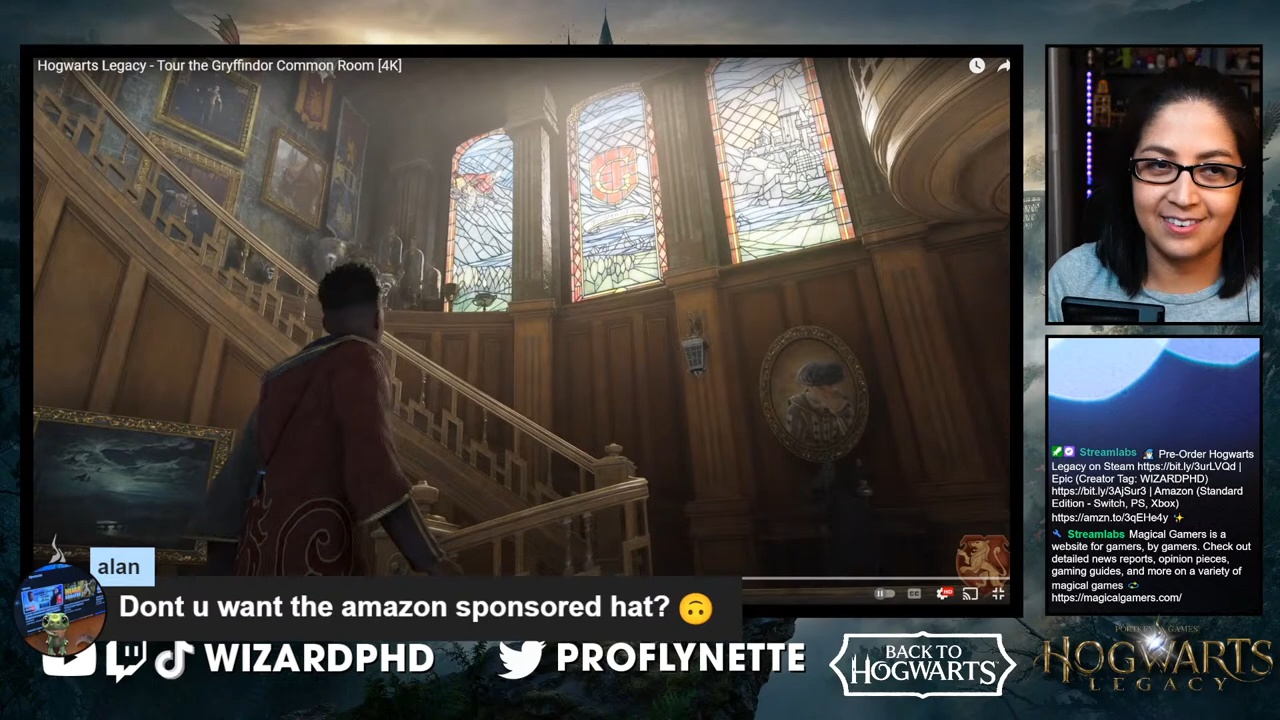 Hogwarts Legacy - Tour the Gryffindor Common Room [4K]
Streamlabs Pre-Order Hogwarts
Legacy on Steam https://bit.ly/3urLVQd |
Epic (Creator Tag: WIZARDPHD)
https://bit.ly/3AjSur3 | Amazon (Standard
Edition - Switch, PS, Xbox)
https://amzn.to/3qEHe4y ✨
Streamlabs Magical Gamers is a
website for gamers, by gamers. Check out
detailed news reports, opinion pieces,
gaming guides, and more on a variety of
magical games
https://magicalgamers.com/
CC
HD
alan
Dont u want the amazon sponsored hat? 🙃
WIZARDPHD
PROFLYNETTE
BACK TO
HOGWARTS
PORTKEY GAMES
HOGWARTS
LEGACY